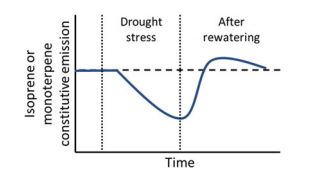 Drought
stress
After
rewatering
Isoprene or
monoterpene
constitutive emission
Time